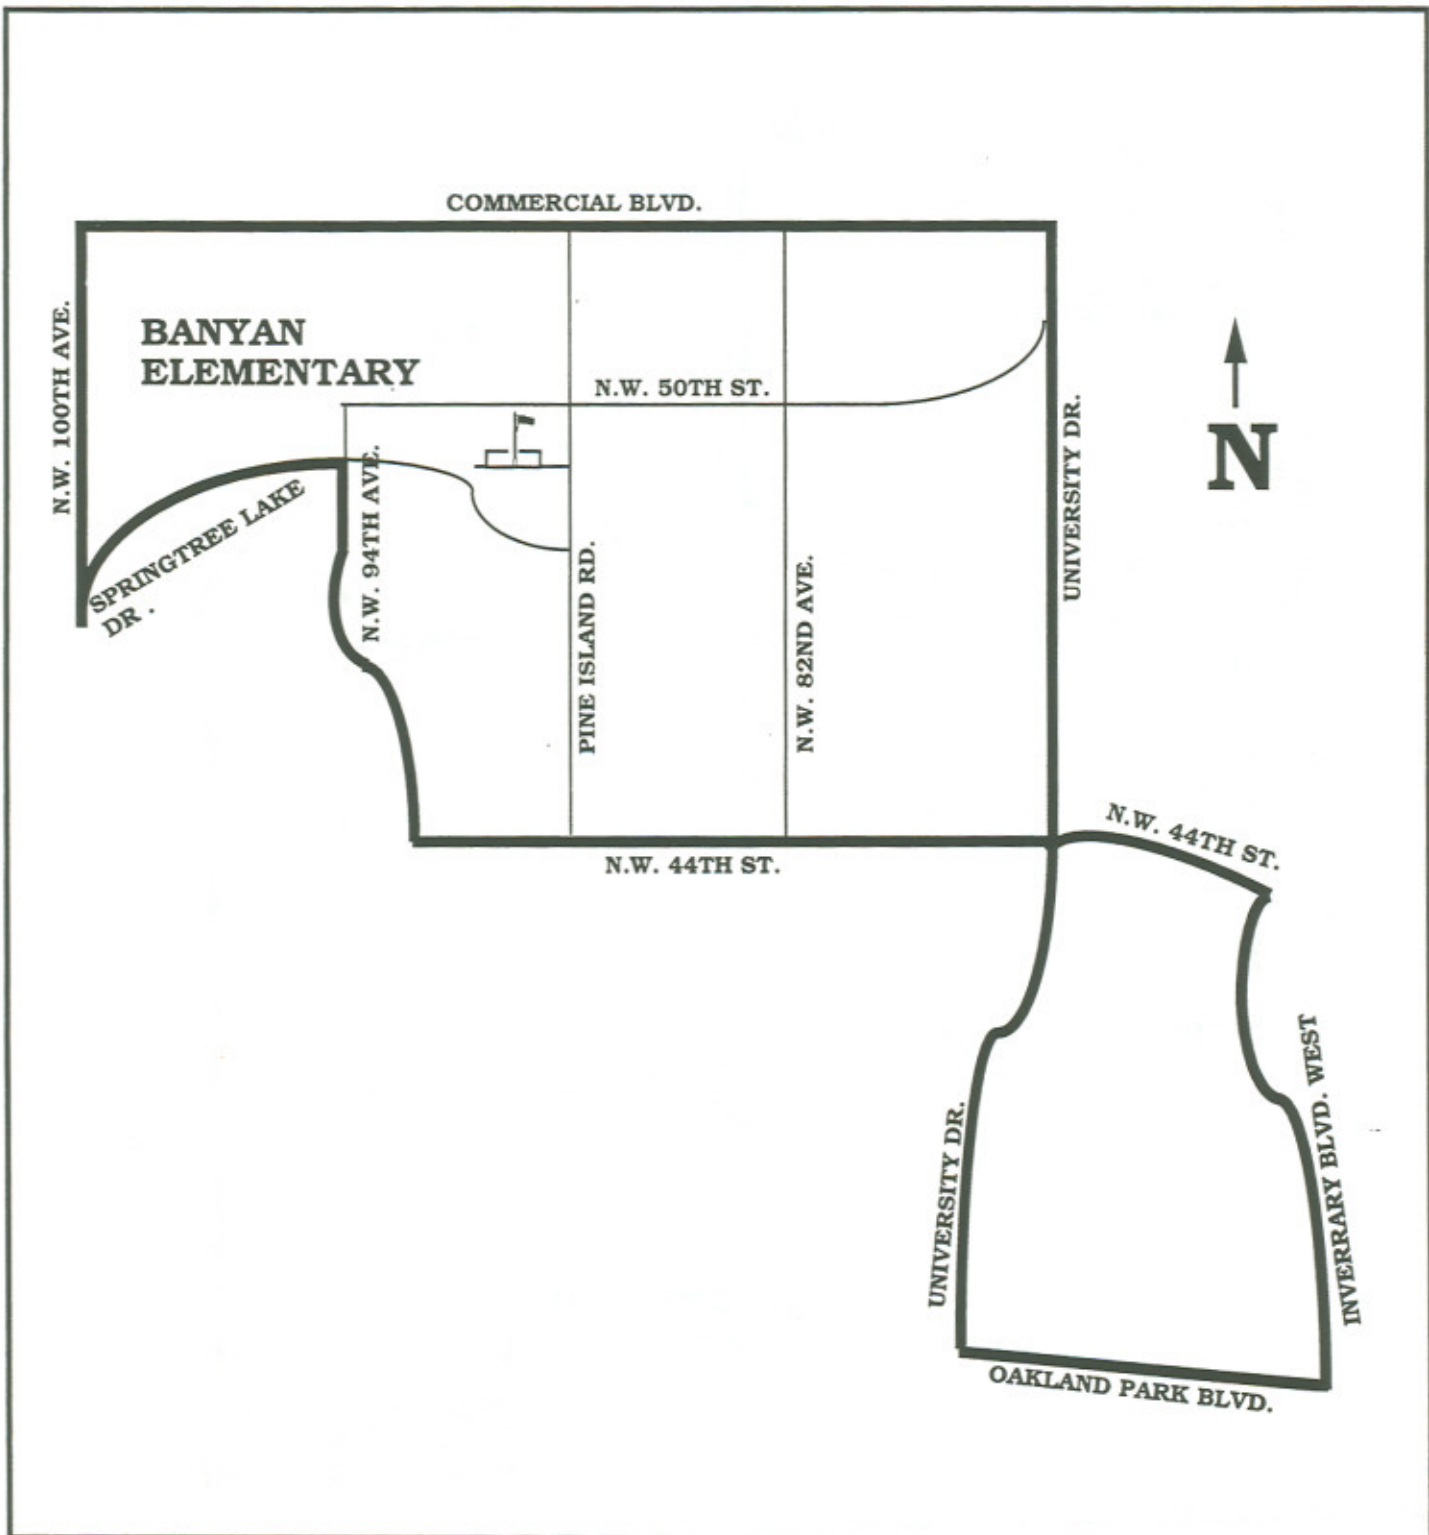 COMMERCIAL BLVD.
N.W. 100TH AVE.
BANYAN
ELEMENTARY
N.W. 50TH ST.
UNIVERSITY DR.
N
SPRINGTREE LAKE
DR .
N.W. 94TH AVE.
PINE ISLAND RD.
N.W. 82ND AVE.
N.W. 44TH ST.
N.W. 44TH ST.
UNIVERSITY DR.
INVERRARY BLVD. WEST
OAKLAND PARK BLVD.